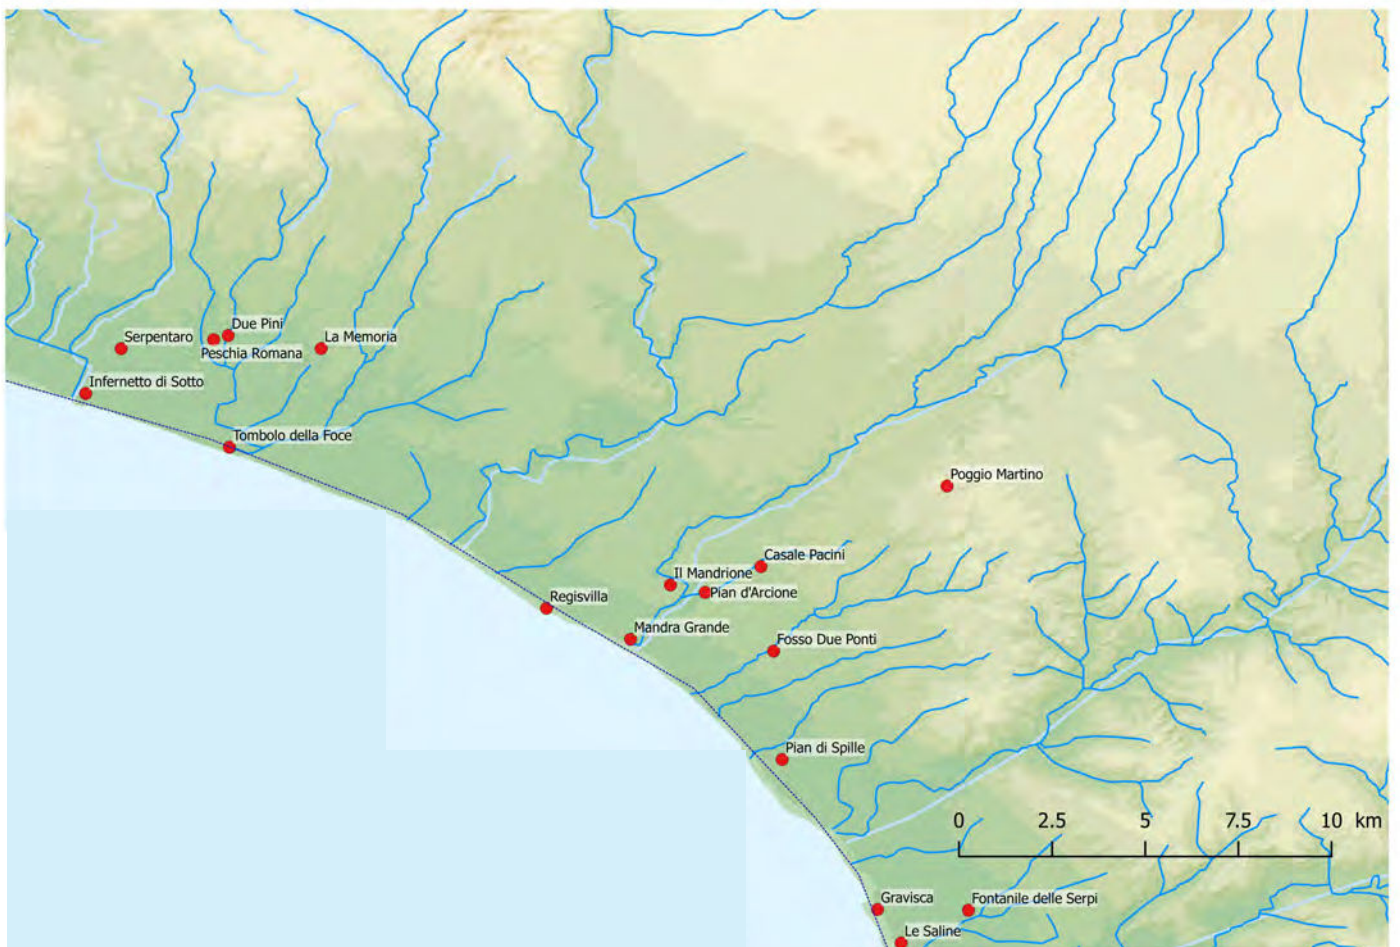 Due Pini
Serpentaro
La Memoria
Peschia Romana
Infernetto di Sotto
Tombolo della Foce
Poggio Martino
Casale Pacini
Il Mandrione
Pian d'Arcione
Regisvilla
Mandra Grande
Fosso Due Ponti
Pian di Spille
0 2.5 5 7.5 10 km
Gravisca
Fontanile delle Serpi
Le Saline